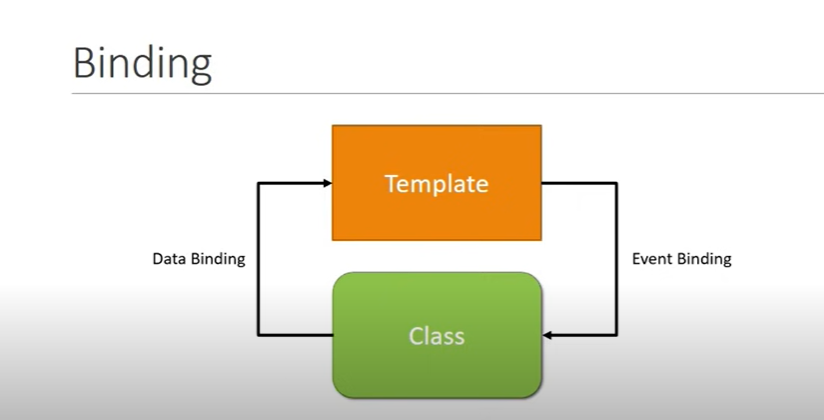 Binding
Template
Data Binding
Event Binding
Class